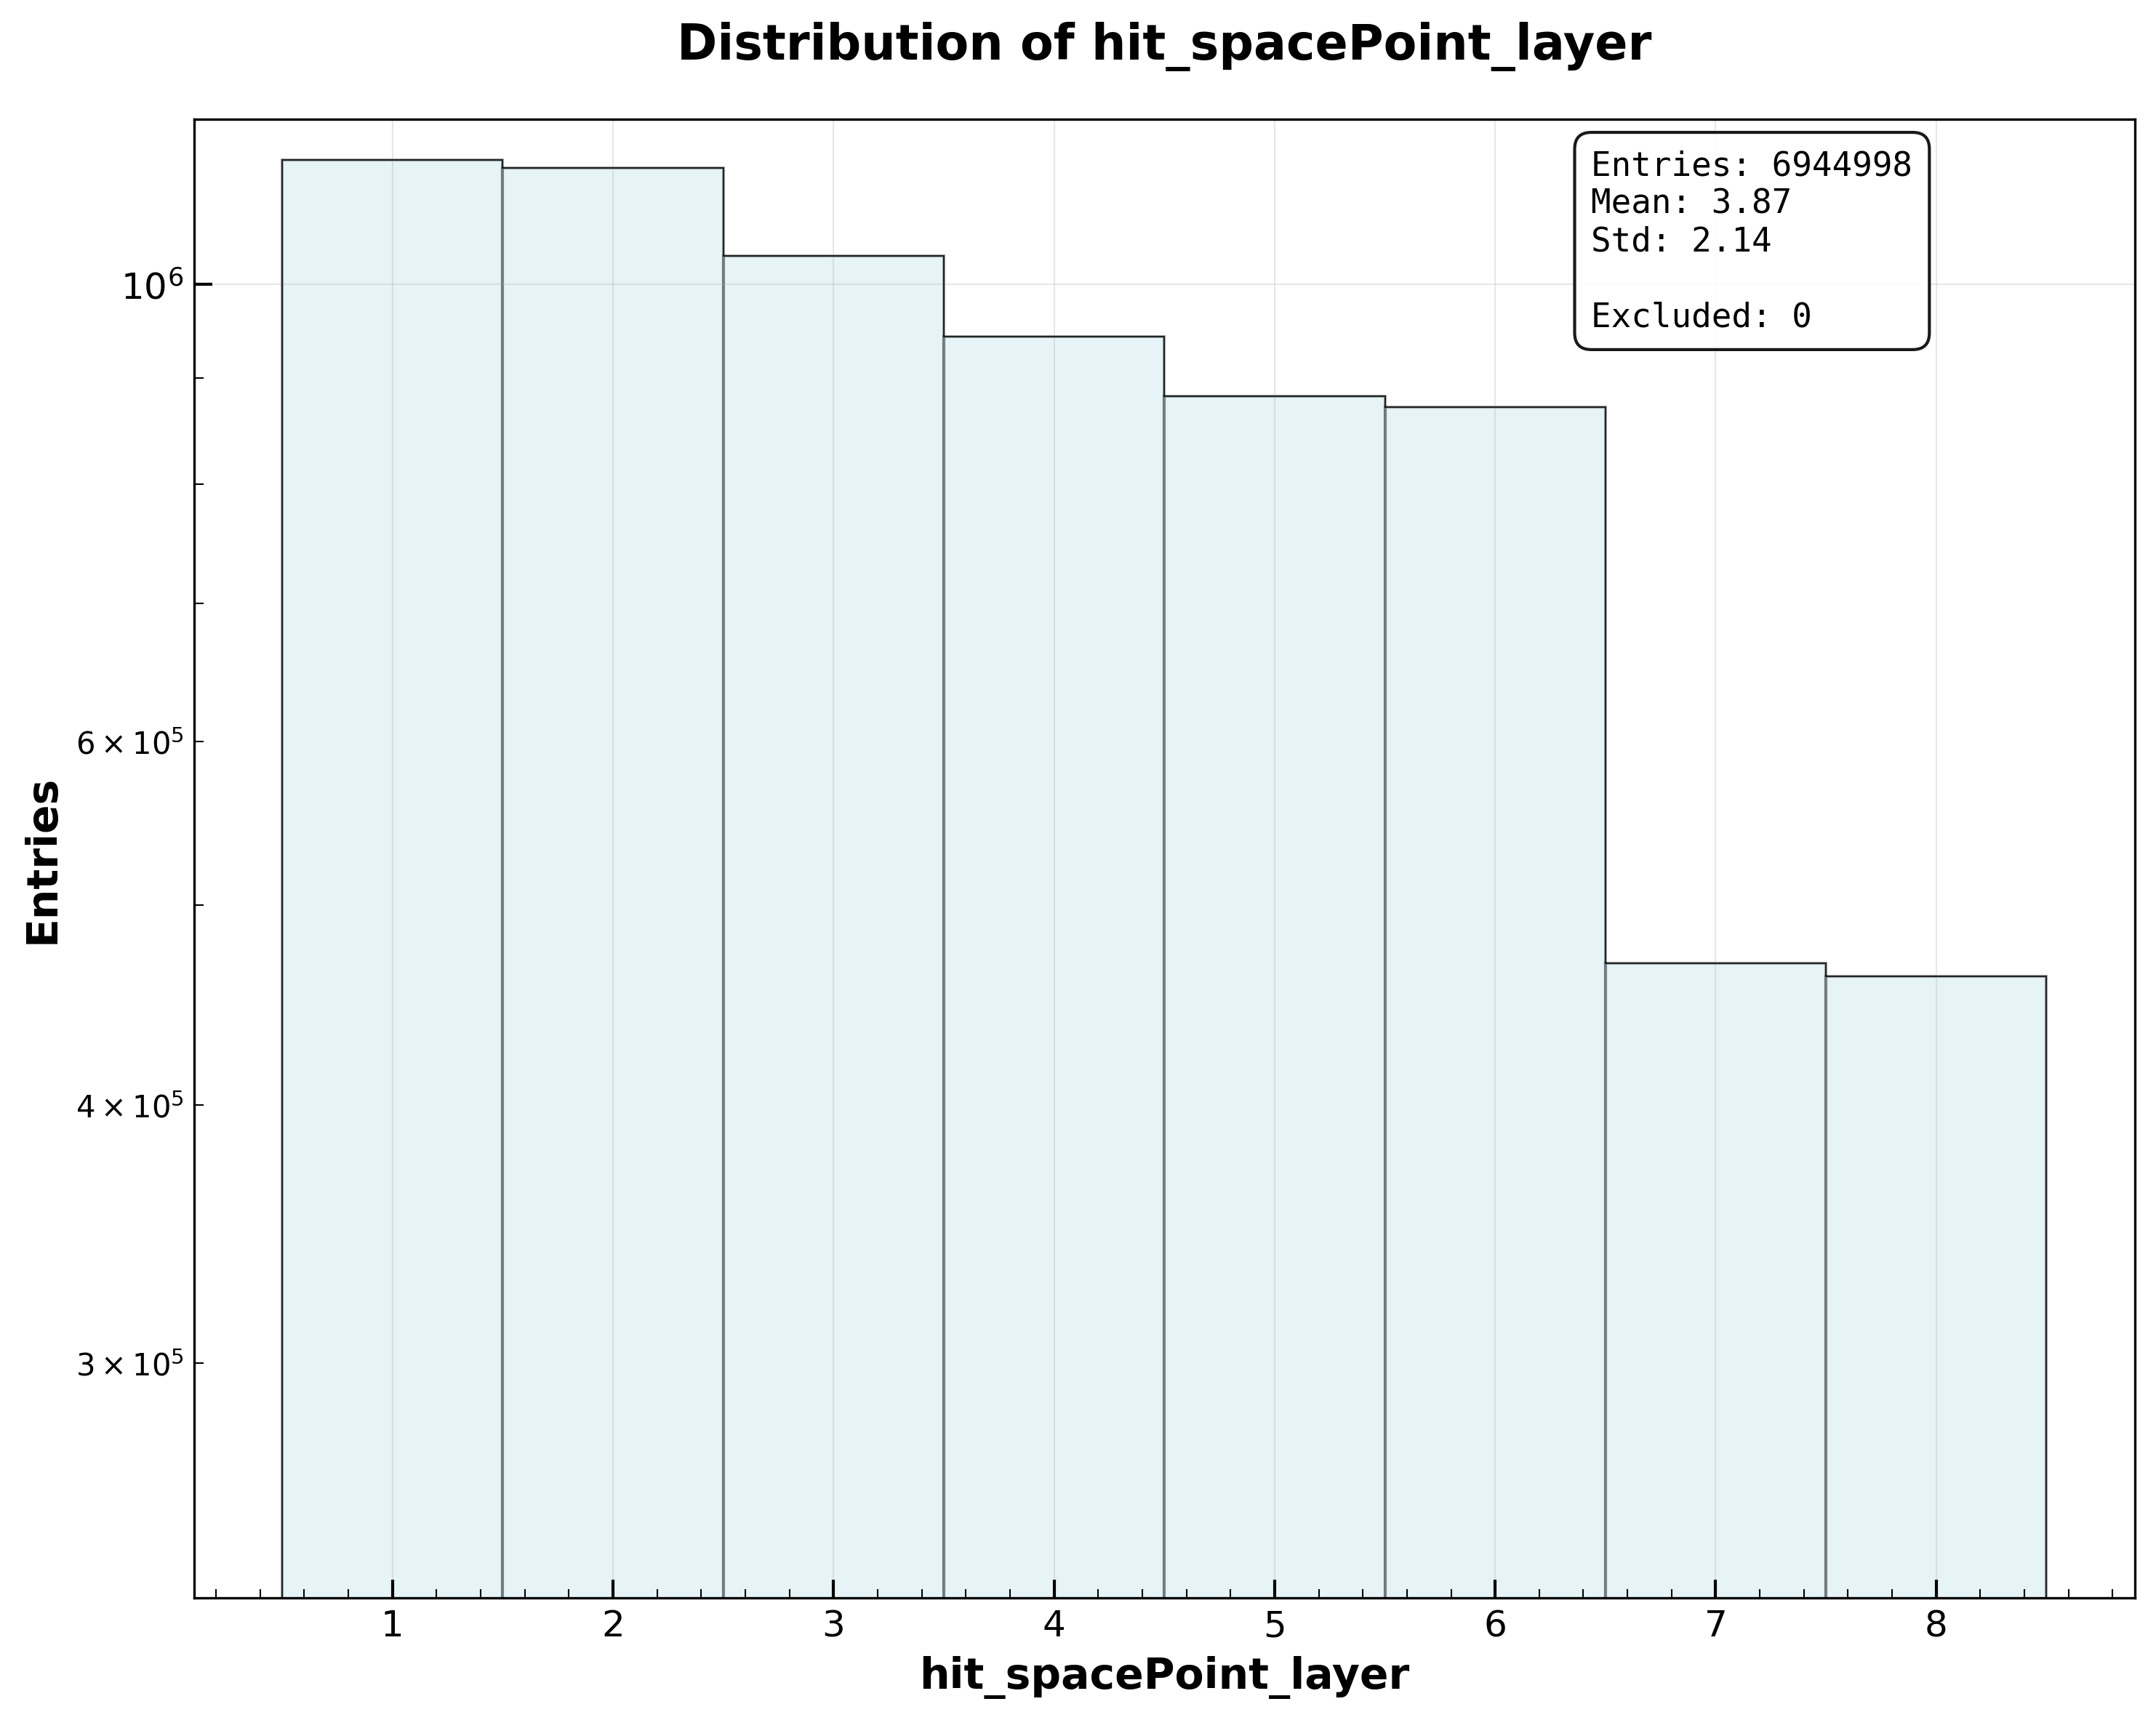 Distribution of hit_spacePoint_layer
Entries: 6944998
Mean: 3.87
Std: 2.14
Excluded: 0
10⁶
6 × 10⁵
4 × 10⁵
3 × 10⁵
Entries
1 2 3 4 5 6 7 8
hit_spacePoint_layer